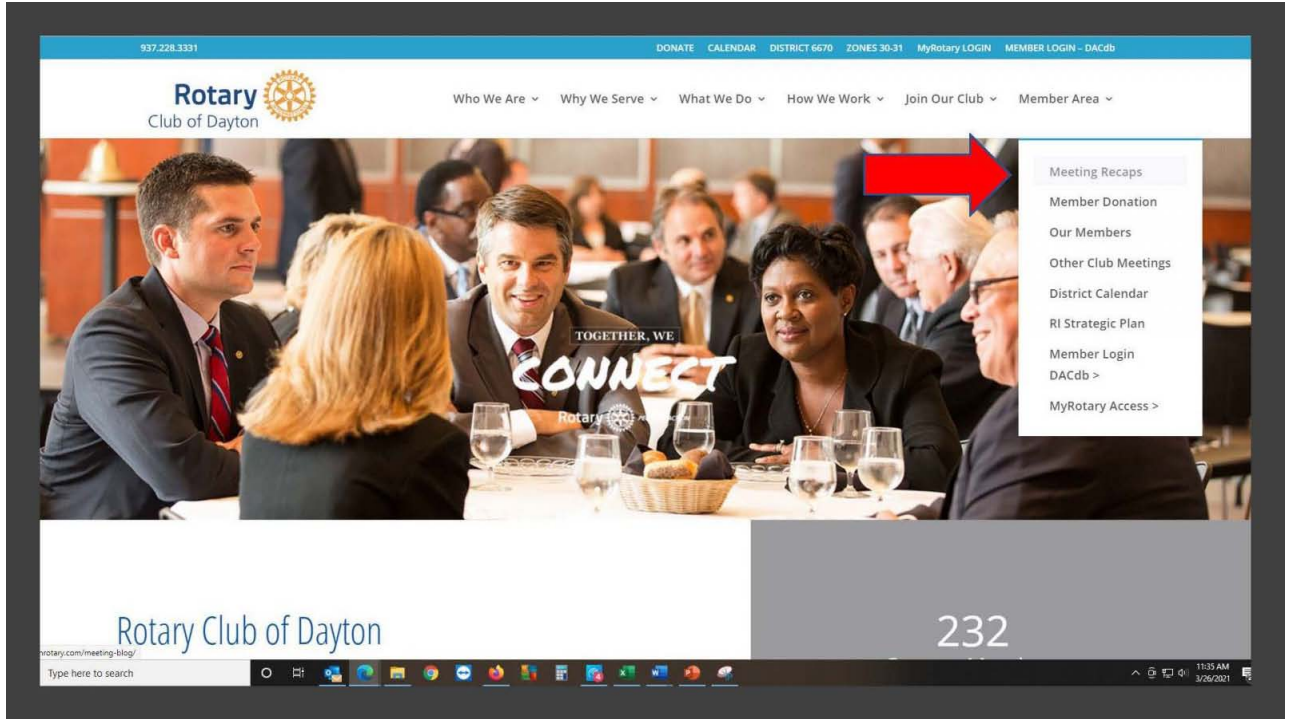 937.228.3331 DONATE CALENDAR DISTRICT 6670 ZONES 30-31 MyRotary LOGIN MEMBER LOGIN – DACdb
Rotary
Club of Dayton
Who We Are Why We Serve What We Do How We Work Join Our Club Member Area
Meeting Recaps
Member Donation
Our Members
Other Club Meetings
District Calendar
RI Strategic Plan
Member Login
DACdb >
MyRotary Access >
TOGETHER, WE
CONNECT
Rotary
Rotary Club of Dayton
232
nrotary.com/meeting-blog/
Type here to search
11:35 AM
3/26/2021